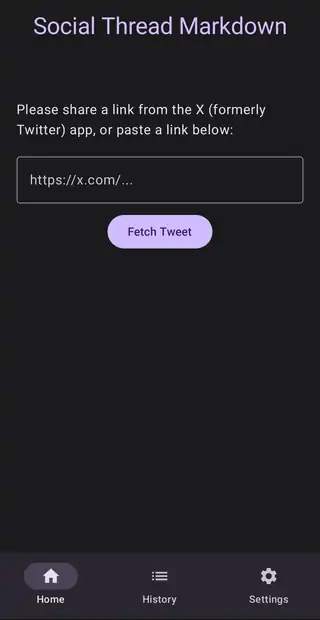 Social Thread Markdown
Please share a link from the X (formerly
Twitter) app, or paste a link below:
https://x.com/...
Fetch Tweet
Home
History
Settings